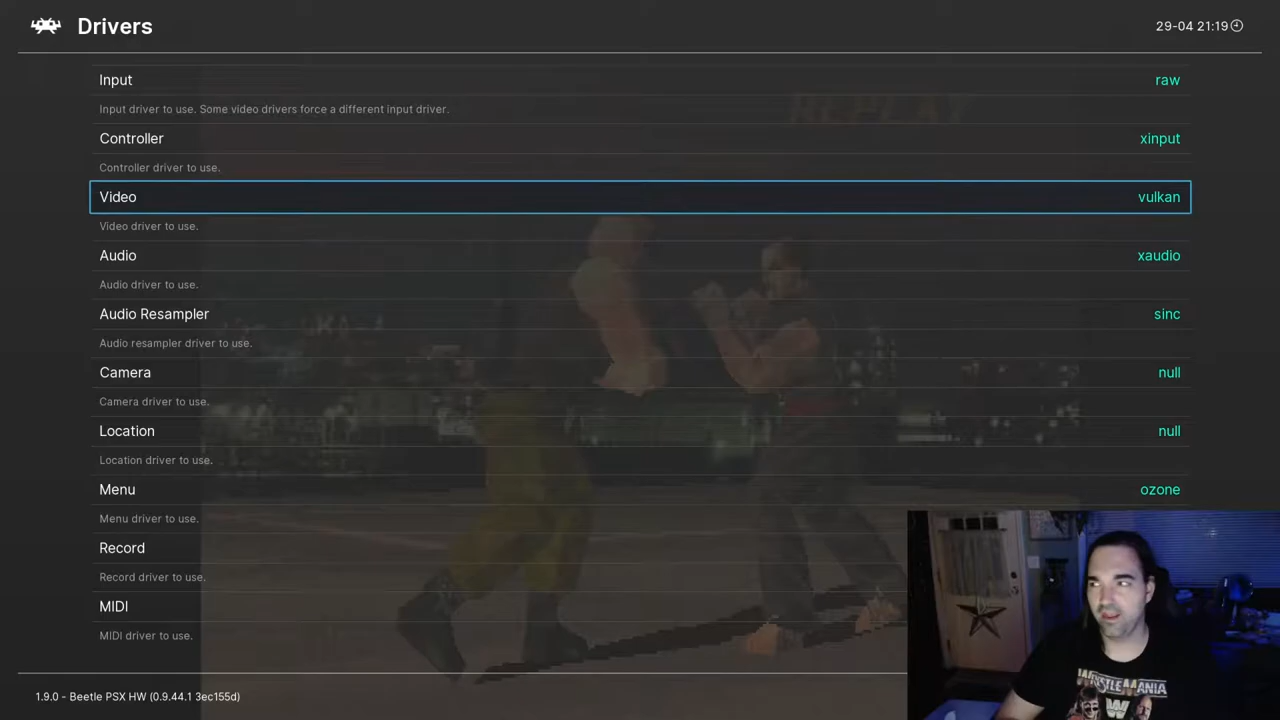 Drivers
29-04 21:19
REPLAY
Input raw
Input driver to use. Some video drivers force a different input driver.
Controller xinput
Controller driver to use.
Video vulkan
Video driver to use.
Audio xaudio
Audio driver to use.
Audio Resampler sinc
Audio resampler driver to use.
Camera null
Camera driver to use.
Location null
Location driver to use.
Menu ozone
Menu driver to use.
Record
Record driver to use.
MIDI
MIDI driver to use.
WRESTLEMANIA
1.9.0 - Beetle PSX HW (0.9.44.1 3ec155d)